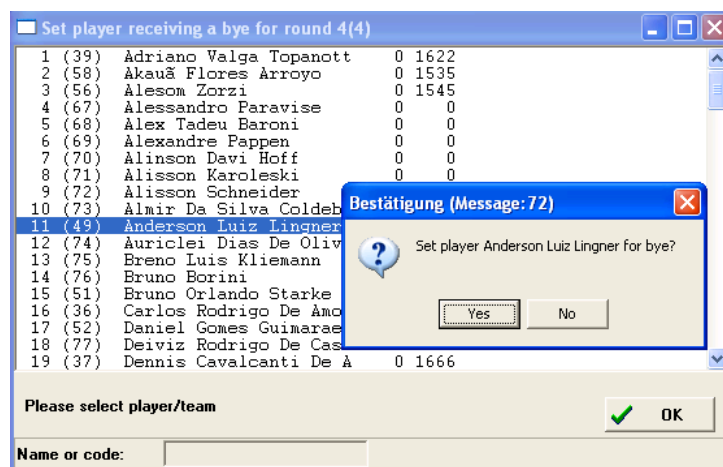 Set player receiving a bye for round 4(4)
1 (39) Adriano Valga Topanott 0 1622
2 (58) Akauã Flores Arroyo 0 1535
3 (56) Alesom Zorzi 0 1545
4 (67) Alessandro Paravise 0 0
5 (68) Alex Tadeu Baroni 0 0
6 (69) Alexandre Pappen 0 0
7 (70) Alinson Davi Hoff 0 0
8 (71) Alisson Karoleski 0 0
9 (72) Alisson Schneider
10 (73) Almir Da Silva Coldeb
11 (49) Anderson Luiz Lingner
12 (74) Auriclei Dias De Oliv
13 (75) Breno Luis Kliemann
14 (76) Bruno Borini
15 (51) Bruno Orlando Starke
16 (36) Carlos Rodrigo De Amo
17 (52) Daniel Gomes Guimarae
18 (77) Deiviz Rodrigo De Cas
19 (37) Dennis Cavalcanti De A 0 1666
Bestätigung (Message:72)
Set player Anderson Luiz Lingner for bye?
Yes No
Please select player/team
OK
Name or code: